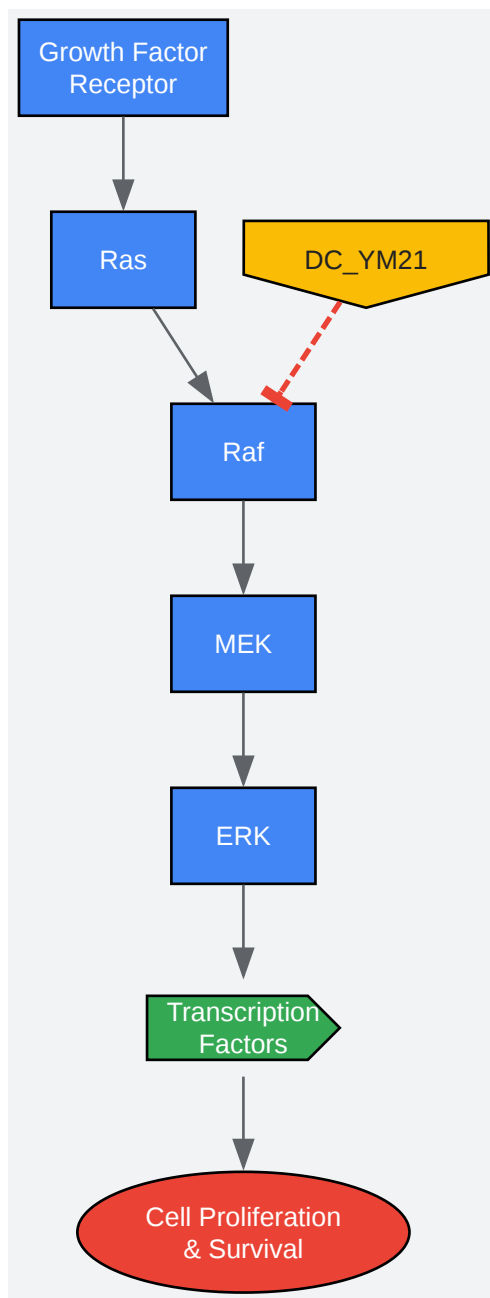 Growth Factor
Receptor
Ras
DC_YM21
Raf
MEK
ERK
Transcription
Factors
Cell Proliferation
& Survival